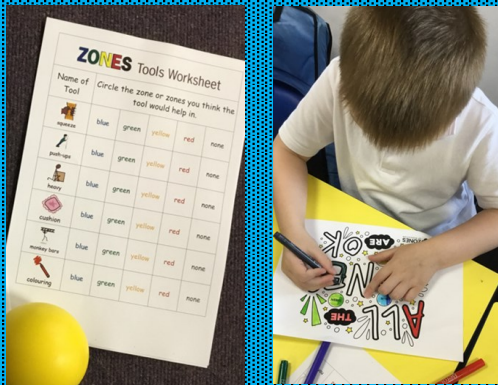 ZONES Tools Worksheet
Name of Tool
Circle the zone or zones you think the tool would help in.
squeeze blue green yellow red none
push-ups blue green yellow red none
heavy blue green yellow red none
cushion blue green yellow red none
monkey bars blue green yellow red none
colouring blue green yellow red none
ALL
THE
ZONES
ARE
OK